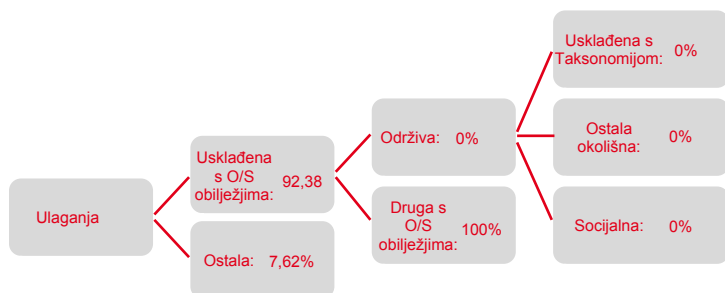 Ulaganja
Usklađena
s O/S
obilježjima: 92,38
Ostala: 7,62%
Održiva: 0%
Druga s
O/S
obilježjima: 100%
Usklađena s
Taksonomijom: 0%
Ostala
okolišna: 0%
Socijalna: 0%